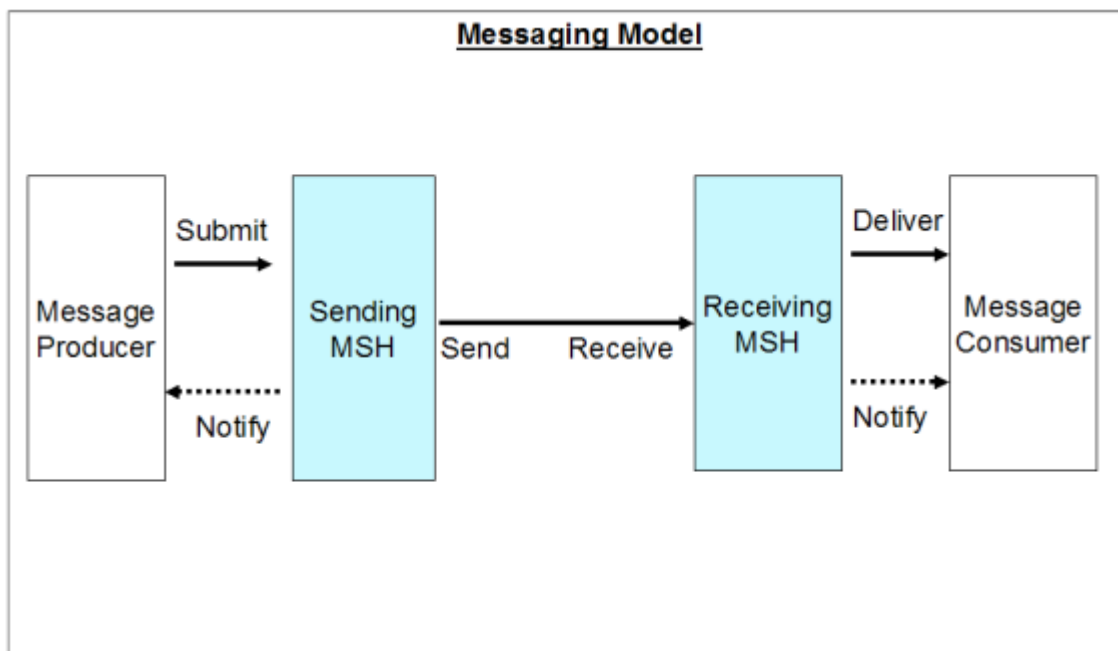 Messaging Model
Submit
Deliver
Message
Producer
Sending
MSH
Receiving
MSH
Message
Consumer
Send
Receive
Notify
Notify